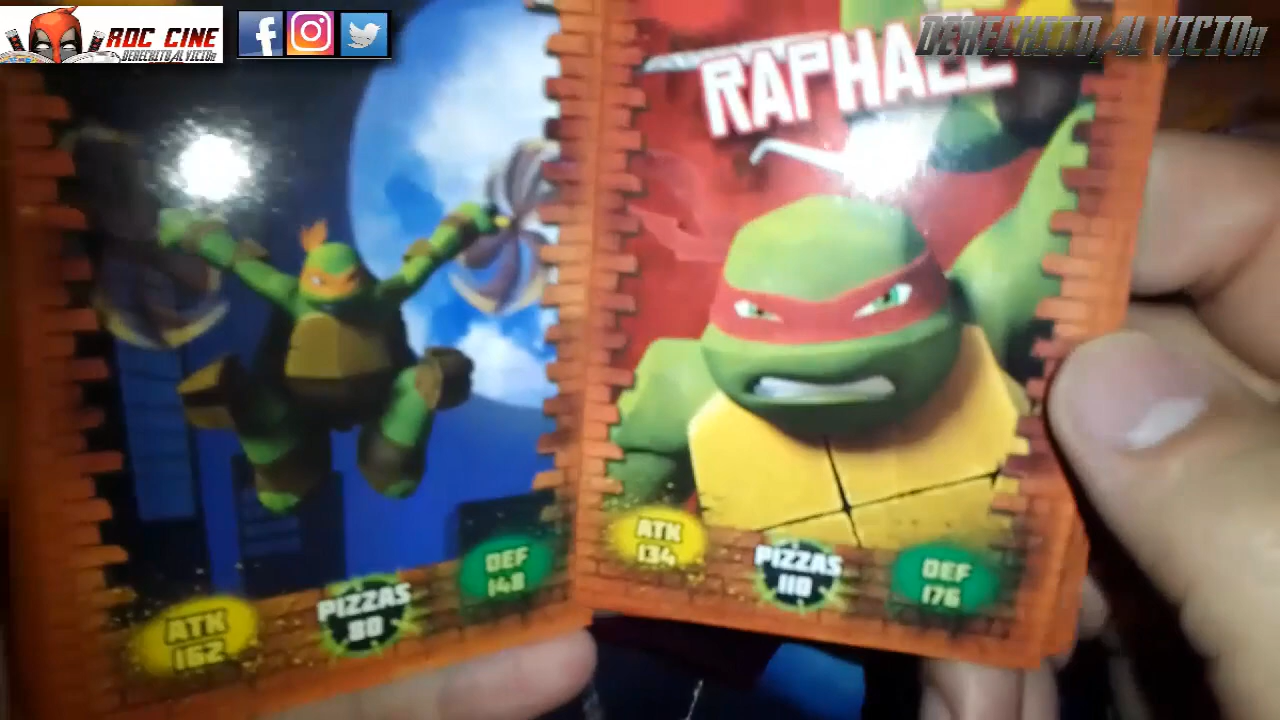 ROC CINE
DERECHITO AL VICIO!!
DERECHITO AL VICIO!!
RAPHAEL
ATK
162
PIZZAS
80
DEF
148
ATK
134
PIZZAS
110
DEF
176